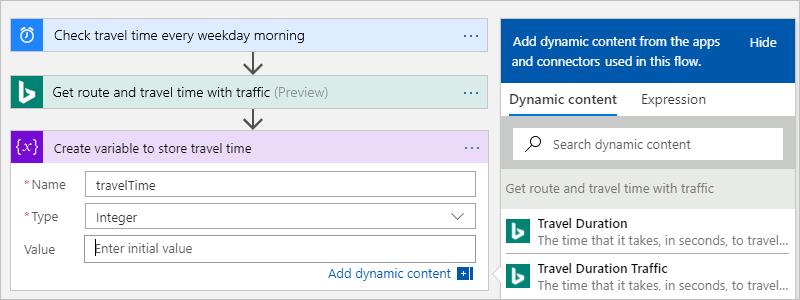 Check travel time every weekday morning
Get route and travel time with traffic (Preview)
{x} Create variable to store travel time
* Name travelTime
* Type Integer
Value Enter initial value
Add dynamic content
Add dynamic content from the apps
and connectors used in this flow.
Hide
Dynamic content Expression
Search dynamic content
Get route and travel time with traffic
Travel Duration
The time that it takes, in seconds, to travel...
Travel Duration Traffic
The time that it takes, in seconds, to travel...